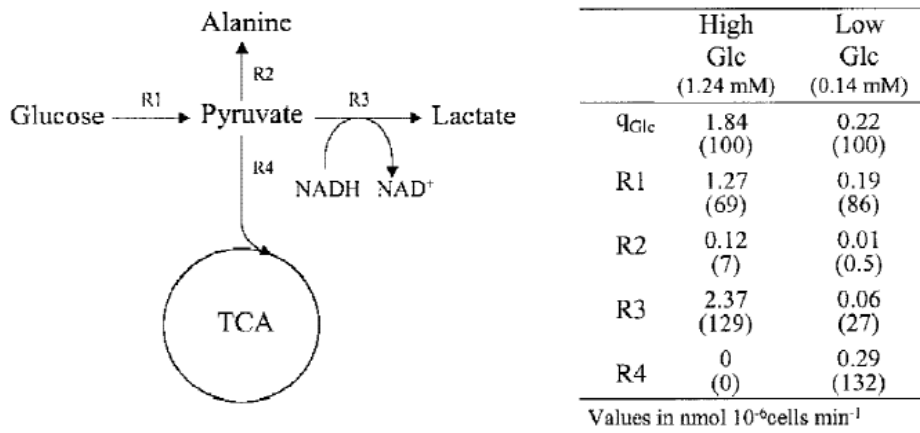 Alanine
R2
Glucose R1 Pyruvate R3 Lactate
R4
NADH NAD⁺
TCA
High Low
Glc Glc
(1.24 mM) (0.14 mM)
qGlc 1.84 0.22
(100) (100)
R1 1.27 0.19
(69) (86)
R2 0.12 0.01
(7) (0.5)
R3 2.37 0.06
(129) (27)
R4 0 0.29
(0) (132)
Values in nmol 10⁻⁶cells min⁻¹